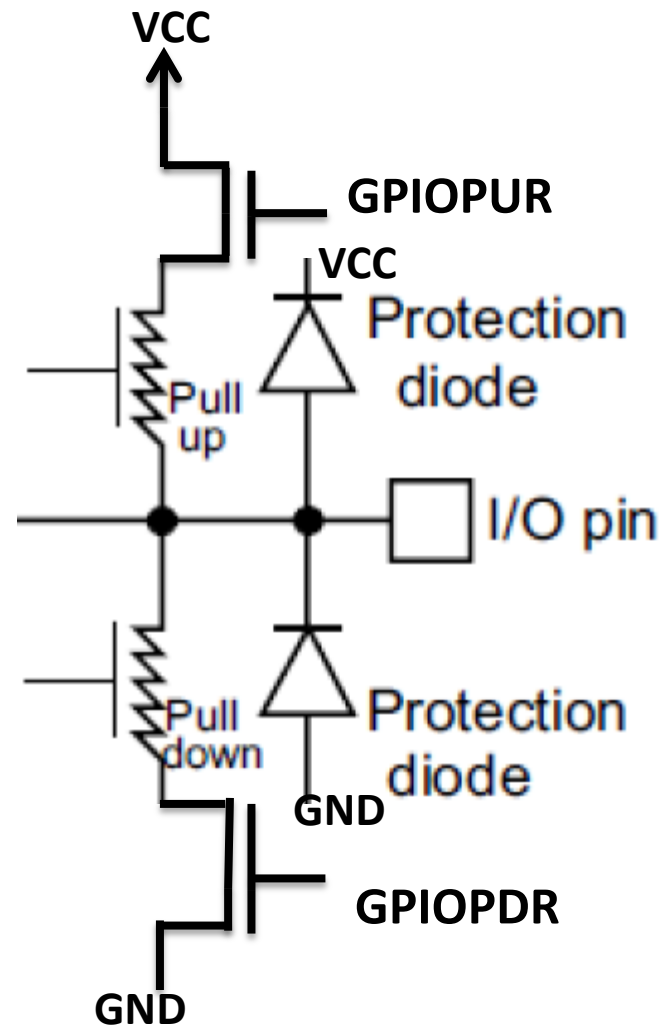 VCC
GPIOPUR
VCC
Protection
diode
Pull
up
I/O pin
Pull
down
Protection
diode
GND
GPIOPDR
GND